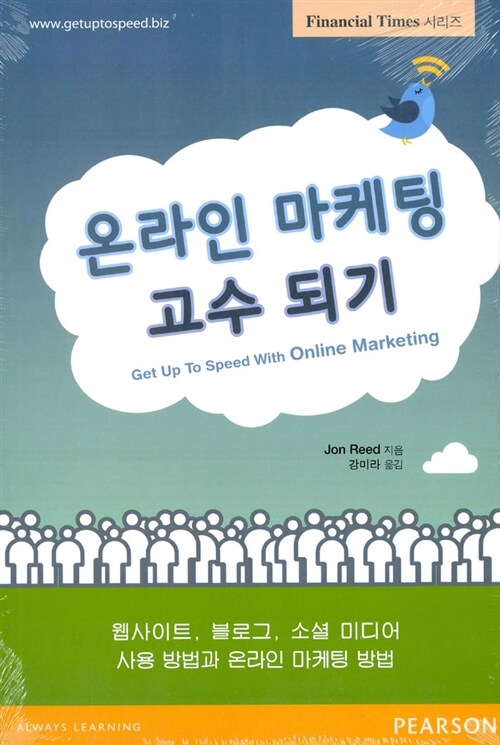 www.getuptospeed.biz
Financial Times 서리즈
온라인 마케팅
고수 되기
Get Up To Speed With Online Marketing
Jon Reed 지음
강미라 옮김
웹사이트, 블로그, 소셜 미디어
사용 방법과 온라인 마케팅 방법
ALWAYS LEARNING
PEARSON